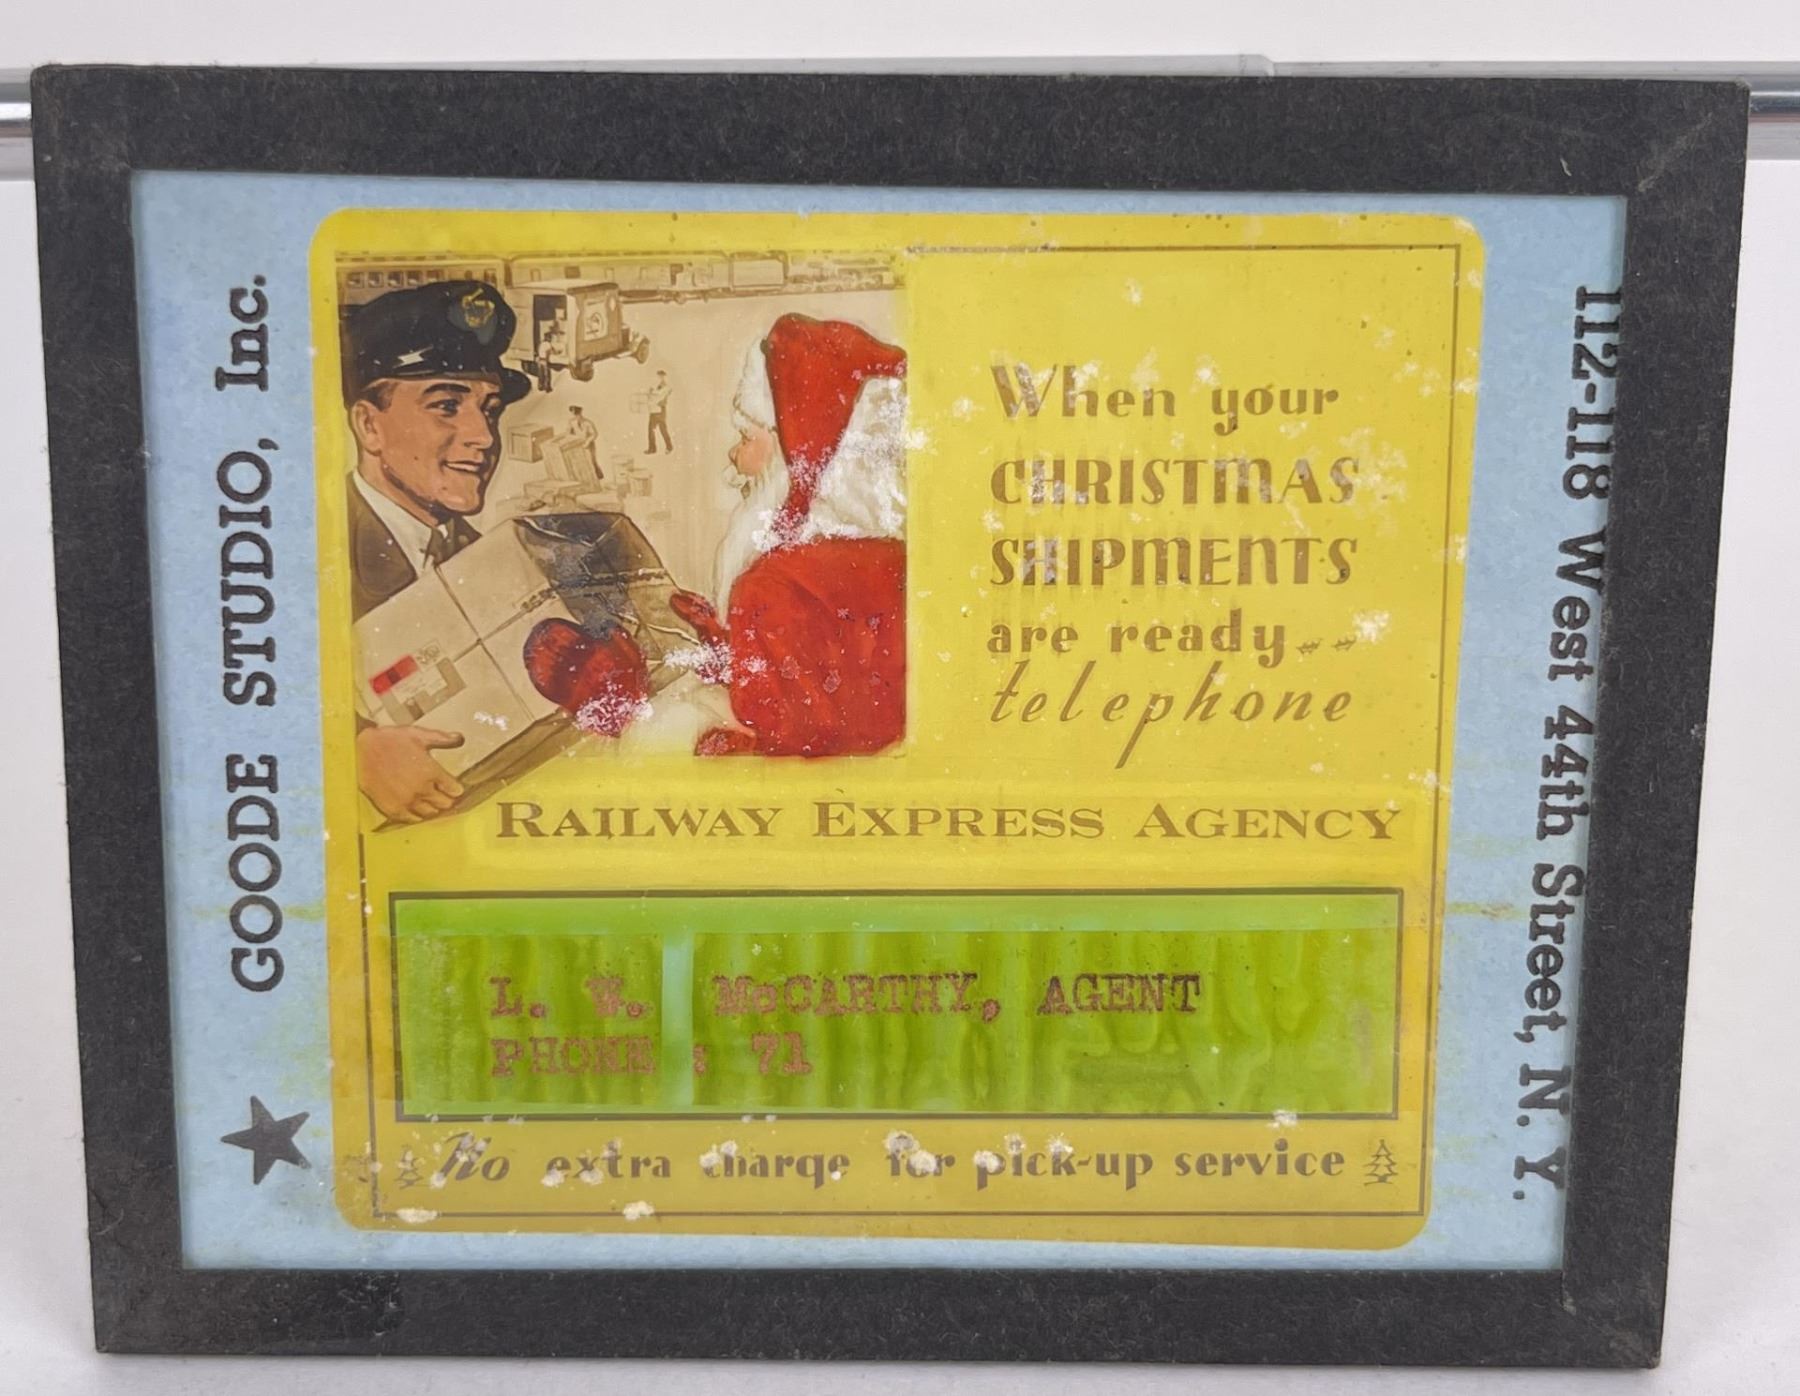 GOODE STUDIO, Inc.
When your
CHRISTMAS
SHIPMENTS
are ready..
telephone
RAILWAY EXPRESS AGENCY
L. W. McCARTHY, AGENT
PHONE : 71
No extra charge for pick-up service
112-118 West 44th Street, N. Y.